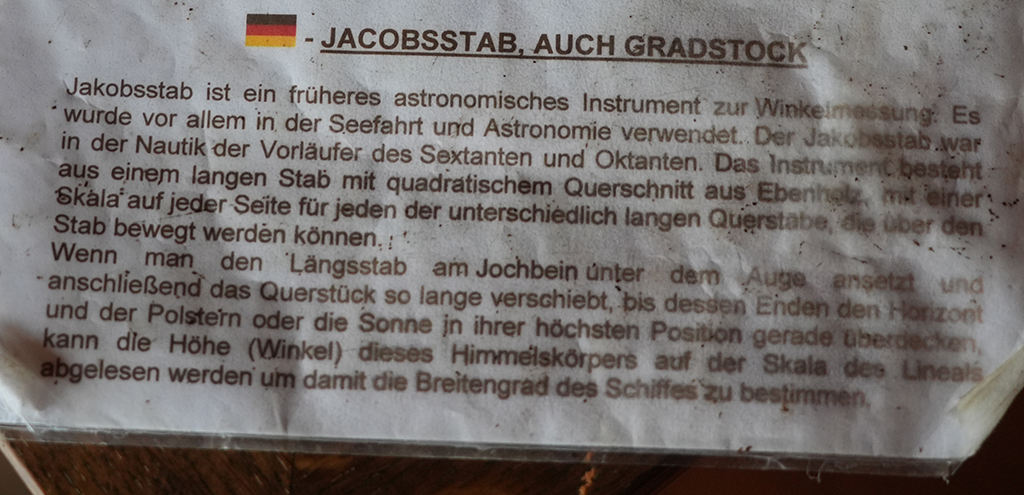 - JACOBSSTAB, AUCH GRADSTOCK
Jakobsstab ist ein früheres astronomisches Instrument zur Winkelmessung. Es
wurde vor allem in der Seefahrt und Astronomie verwendet. Der Jakobsstab war
in der Nautik der Vorläufer des Sextanten und Oktanten. Das Instrument besteht
aus einem langen Stab mit quadratischem Querschnitt aus Ebenholz, mit einer
Skala auf jeder Seite für jeden der unterschiedlich langen Querstäbe, die über den
Stab bewegt werden können.
Wenn man den Längsstab am Jochbein unter dem Auge ansetzt und
anschließend das Querstück so lange verschiebt, bis dessen Enden den Horizont
und der Polstern oder die Sonne in ihrer höchsten Position gerade überdecken,
kann die Höhe (Winkel) dieses Himmelskörpers auf der Skala des Lineals
abgelesen werden um damit die Breitengrad des Schiffes zu bestimmen.